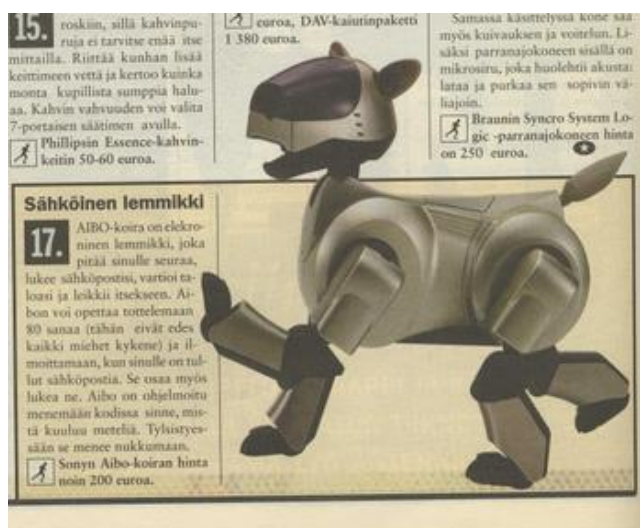 15. roskiin, sillä kahvinpu-
ruja ei tarvitse enää itse
mittailla. Riittää kunhan lisää
keittimeen vettä ja kertoo kuinka
monta kupillista sumppia halu-
aa. Kahvin vahvuuden voi valita
7-portaisen säätimen avulla.
Phillipsin Essence-kahvin-
keitin 50-60 euroa.
euroa, DAV-kaiutinpaketti
1 380 euroa.
Samassa käsittelyssä kone saa
myös kuivauksen ja voitelun. Li-
säksi parranajokoneen sisällä on
mikrosiru, joka huolehtii akusta:
lataa ja purkaa sen sopivin vä-
liajoin.
Braunin Syncro System Lo-
gic -parranajokoneen hinta
on 250 euroa.
Sähköinen lemmikki
17. AIBO-koira on elekro-
ninen lemmikki, joka
pitää sinulle seuraa,
lukee sähköpostisi, vartioi ta-
loasi ja leikkii itsekseen. Ai-
bon voi opettaa tottelemaan
80 sanaa (tähän eivät edes
kaikki miehet kykene) ja il-
moittamaan, kun sinulle on tul-
lut sähköpostia. Se osaa myös
lukea ne. Aibo on ohjelmoitu
menemään kodissa sinne, mis-
tä kuuluu meteliä. Tylsistyes-
sään se menee nukkumaan.
Sonyn Aibo-koiran hinta
noin 200 euroa.